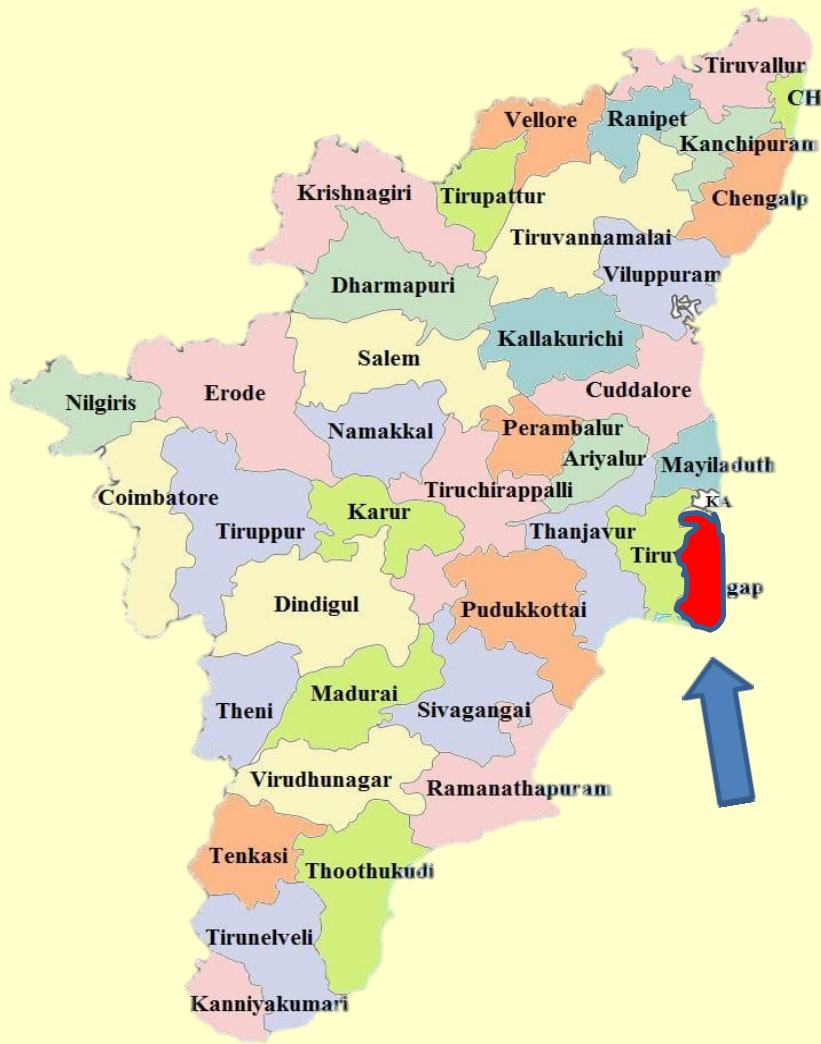 Tiruvallur
CH
Vellore
Ranipet
Kanchipuram
Krishnagiri
Tirupattur
Chengalp
Tiruvannamalai
Viluppuram
Dharmapuri
Kallakurichi
Salem
Cuddalore
Erode
Nilgiris
Namakkal
Perambalur
Ariyalur
Mayiladuth
Coimbatore
Tiruchirappalli
KA
Karur
Tiruppur
Thanjavur
Tiruv
gap
Dindigul
Pudukkottai
Madurai
Theni
Sivagangai
Virudhunagar
Ramanathapuram
Tenkasi
Thoothukudi
Tirunelveli
Kanniyakumari